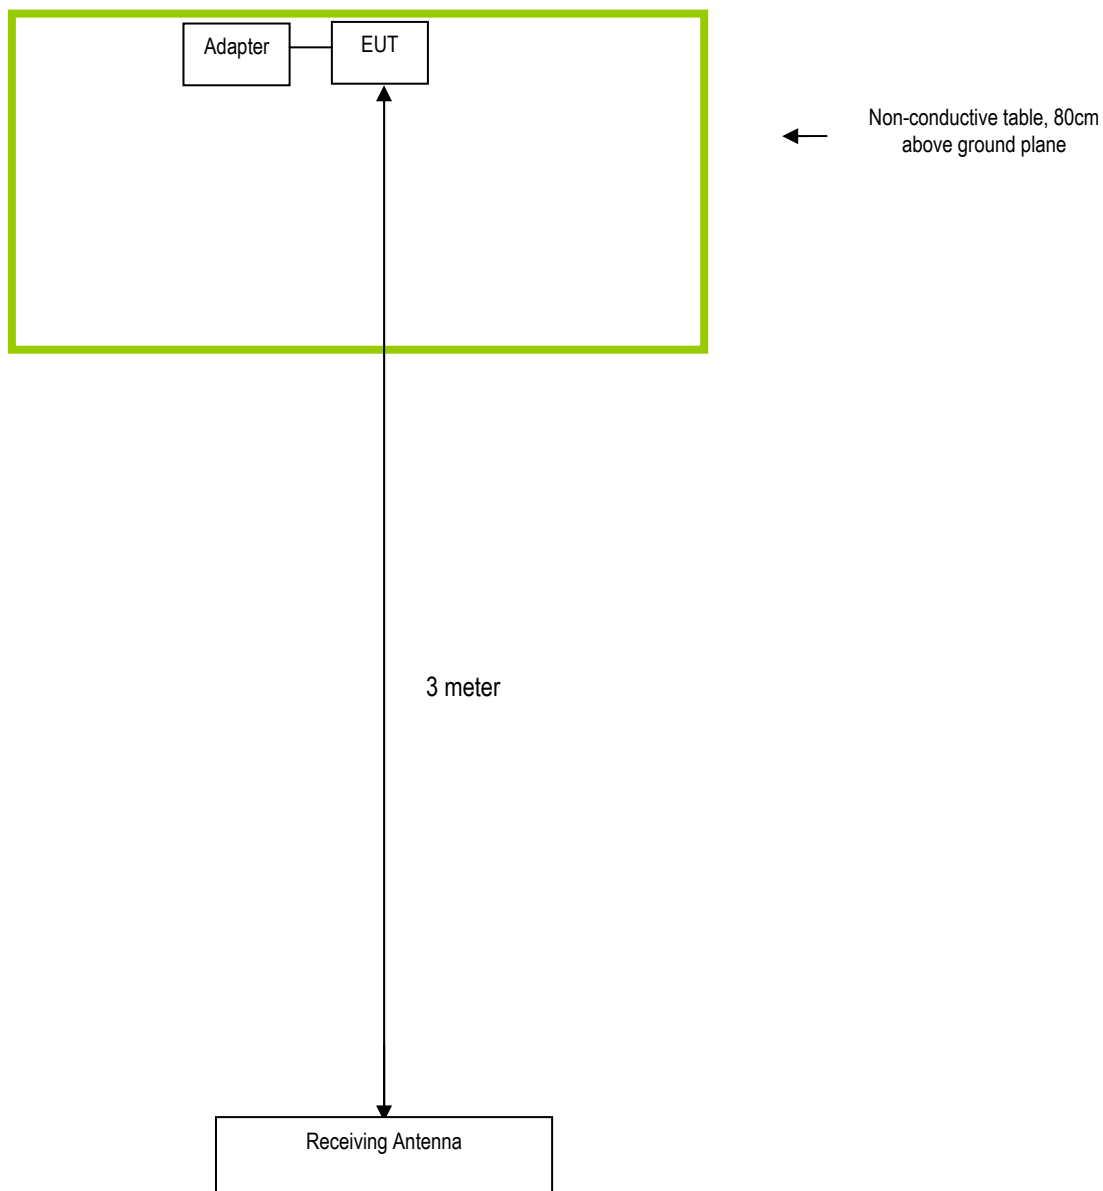 Adapter
EUT
Non-conductive table, 80cm
above ground plane
3 meter
Receiving Antenna